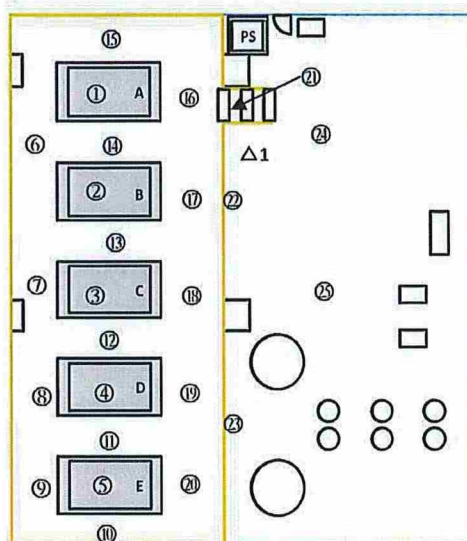 ⑮ PS
① A ⑯ ㉑
⑥ ⑭ △1 ㉔
② B ⑰ ㉒
⑬
⑦ ③ C ⑱ ㉕
⑫
⑧ ④ D ⑲
⑪ ㉓
⑨ ⑤ E ⑳
⑩